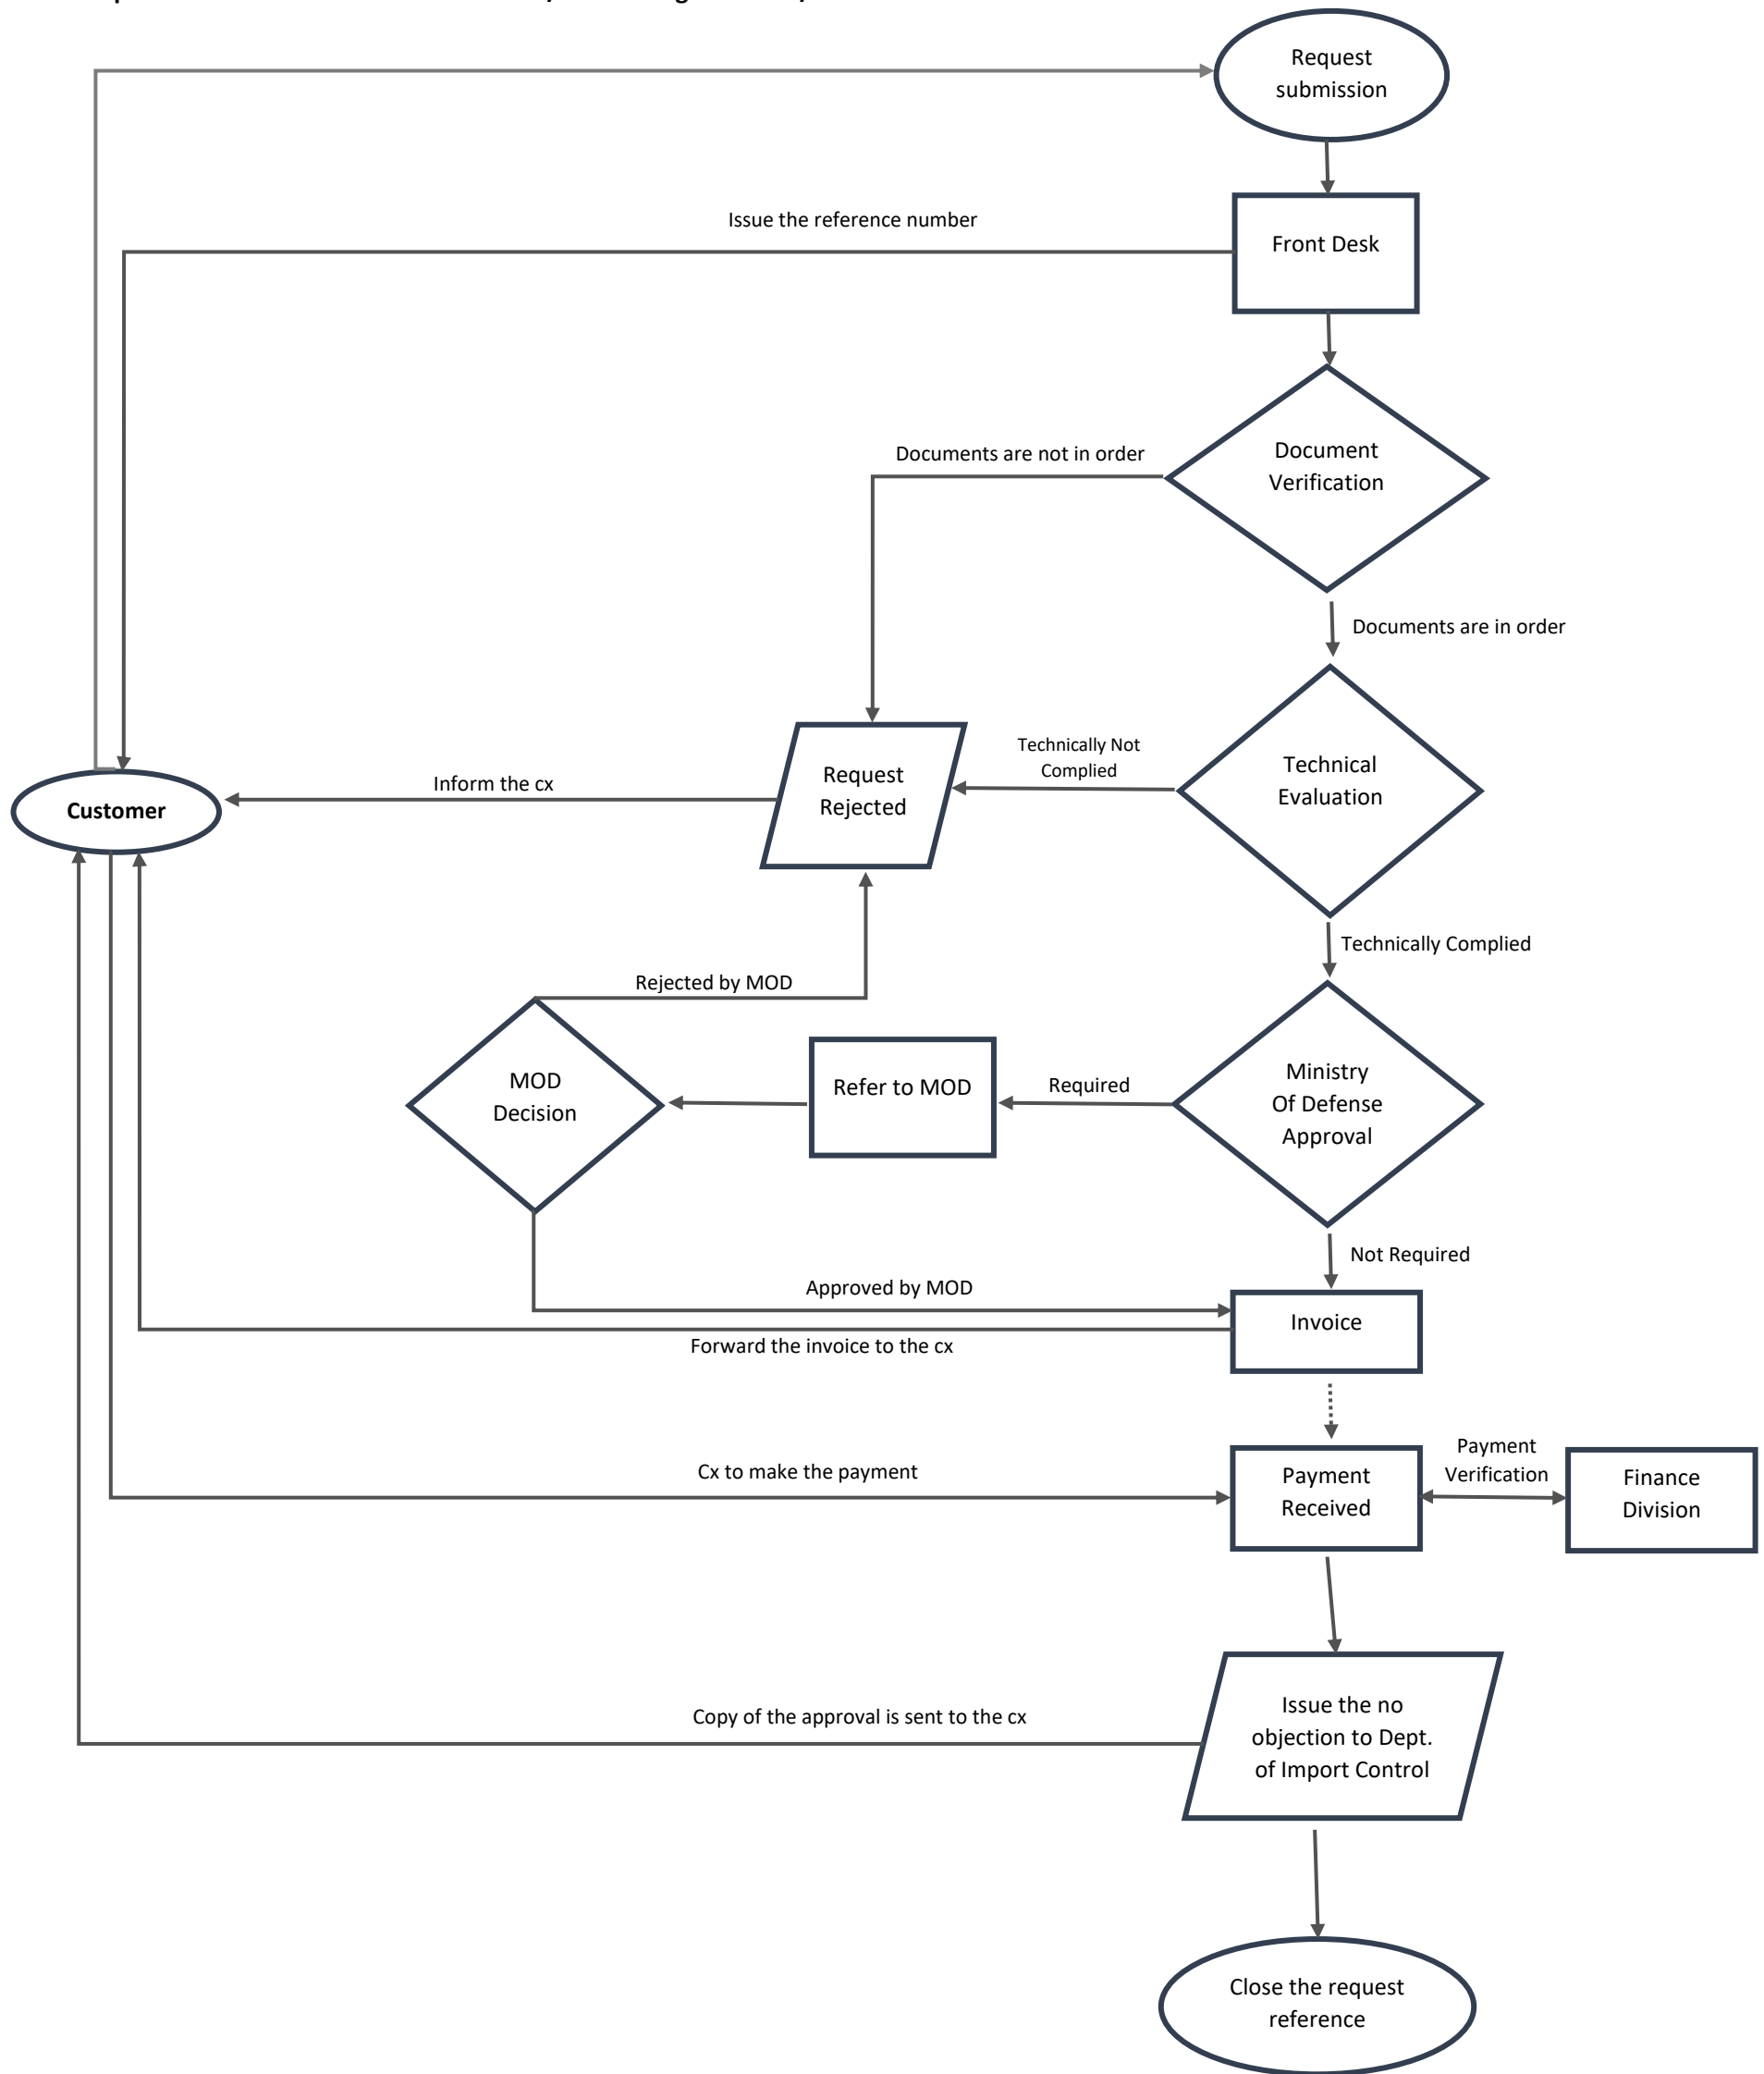 Request
submission
Issue the reference number
Front Desk
Documents are not in order
Document
Verification
Documents are in order
Technically Not
Complied
Request
Rejected
Technical
Evaluation
Inform the cx
Customer
Technically Complied
Rejected by MOD
MOD
Decision
Refer to MOD
Required
Ministry
Of Defense
Approval
Not Required
Approved by MOD
Invoice
Forward the invoice to the cx
Payment
Verification
Cx to make the payment
Payment
Received
Finance
Division
Copy of the approval is sent to the cx
Issue the no
objection to Dept.
of Import Control
Close the request
reference